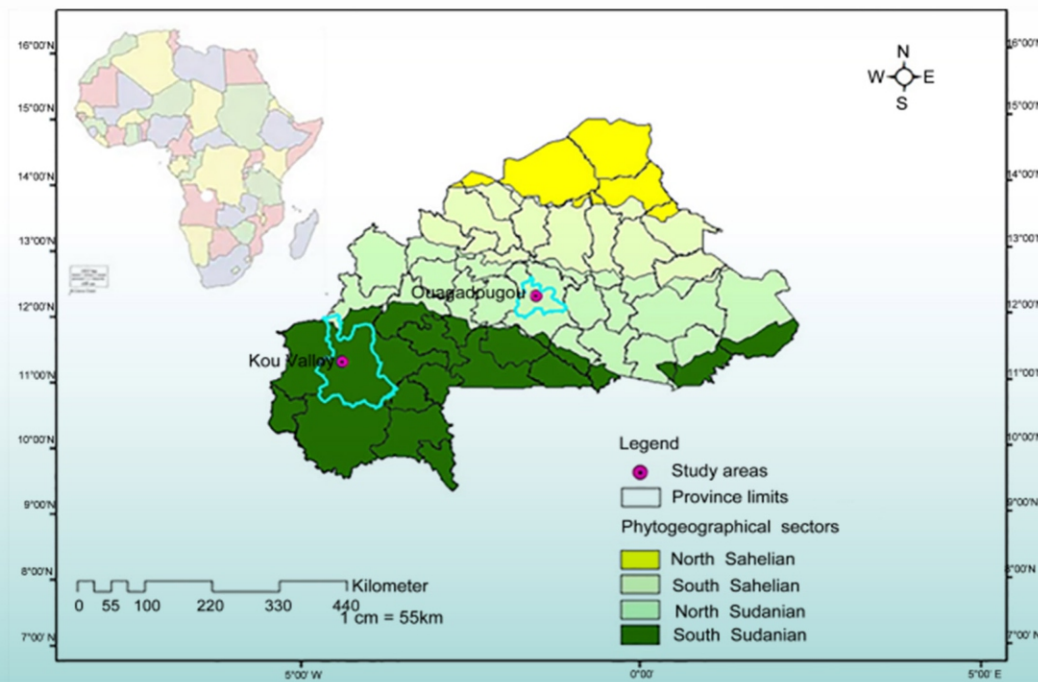 16°00'N
15°00'N
14°00'N
13°00'N
12°00'N
11°00'N
10°00'N
9°00'N
8°00'N
7°00' N
16°00'N
15°00'N
14°00'N
13°00'N
12°00'N
11°00'N
10°00'N
9°00'N
8°00'N
7°00' N
N
W E
S
Ouagadougou
Kou Valley
Legend
Study areas
Province limits
Phytogeographical sectors
North Sahelian
South Sahelian
North Sudanian
South Sudanian
Kilometer
0 55 100 220 330 440
1 cm = 55km
5°00' W 0°00' 5°00' E